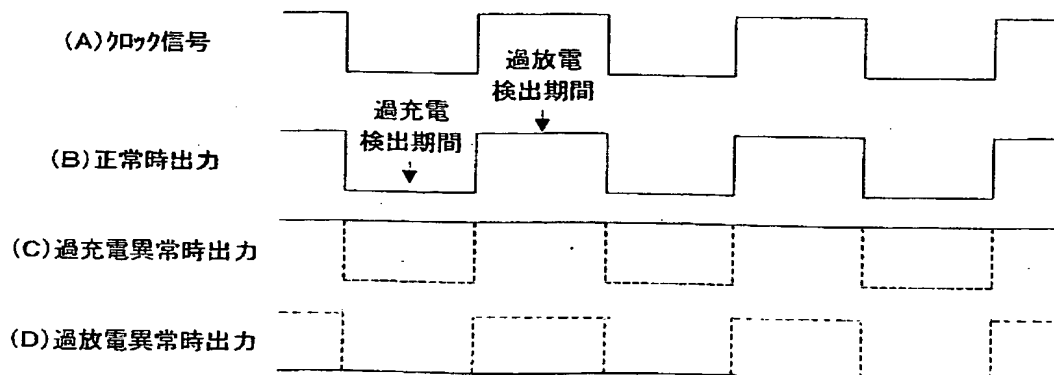 (A)クロック信号
過放電
検出期間
過充電
検出期間
(B)正常時出力
(C)過充電異常時出力
(D)過放電異常時出力